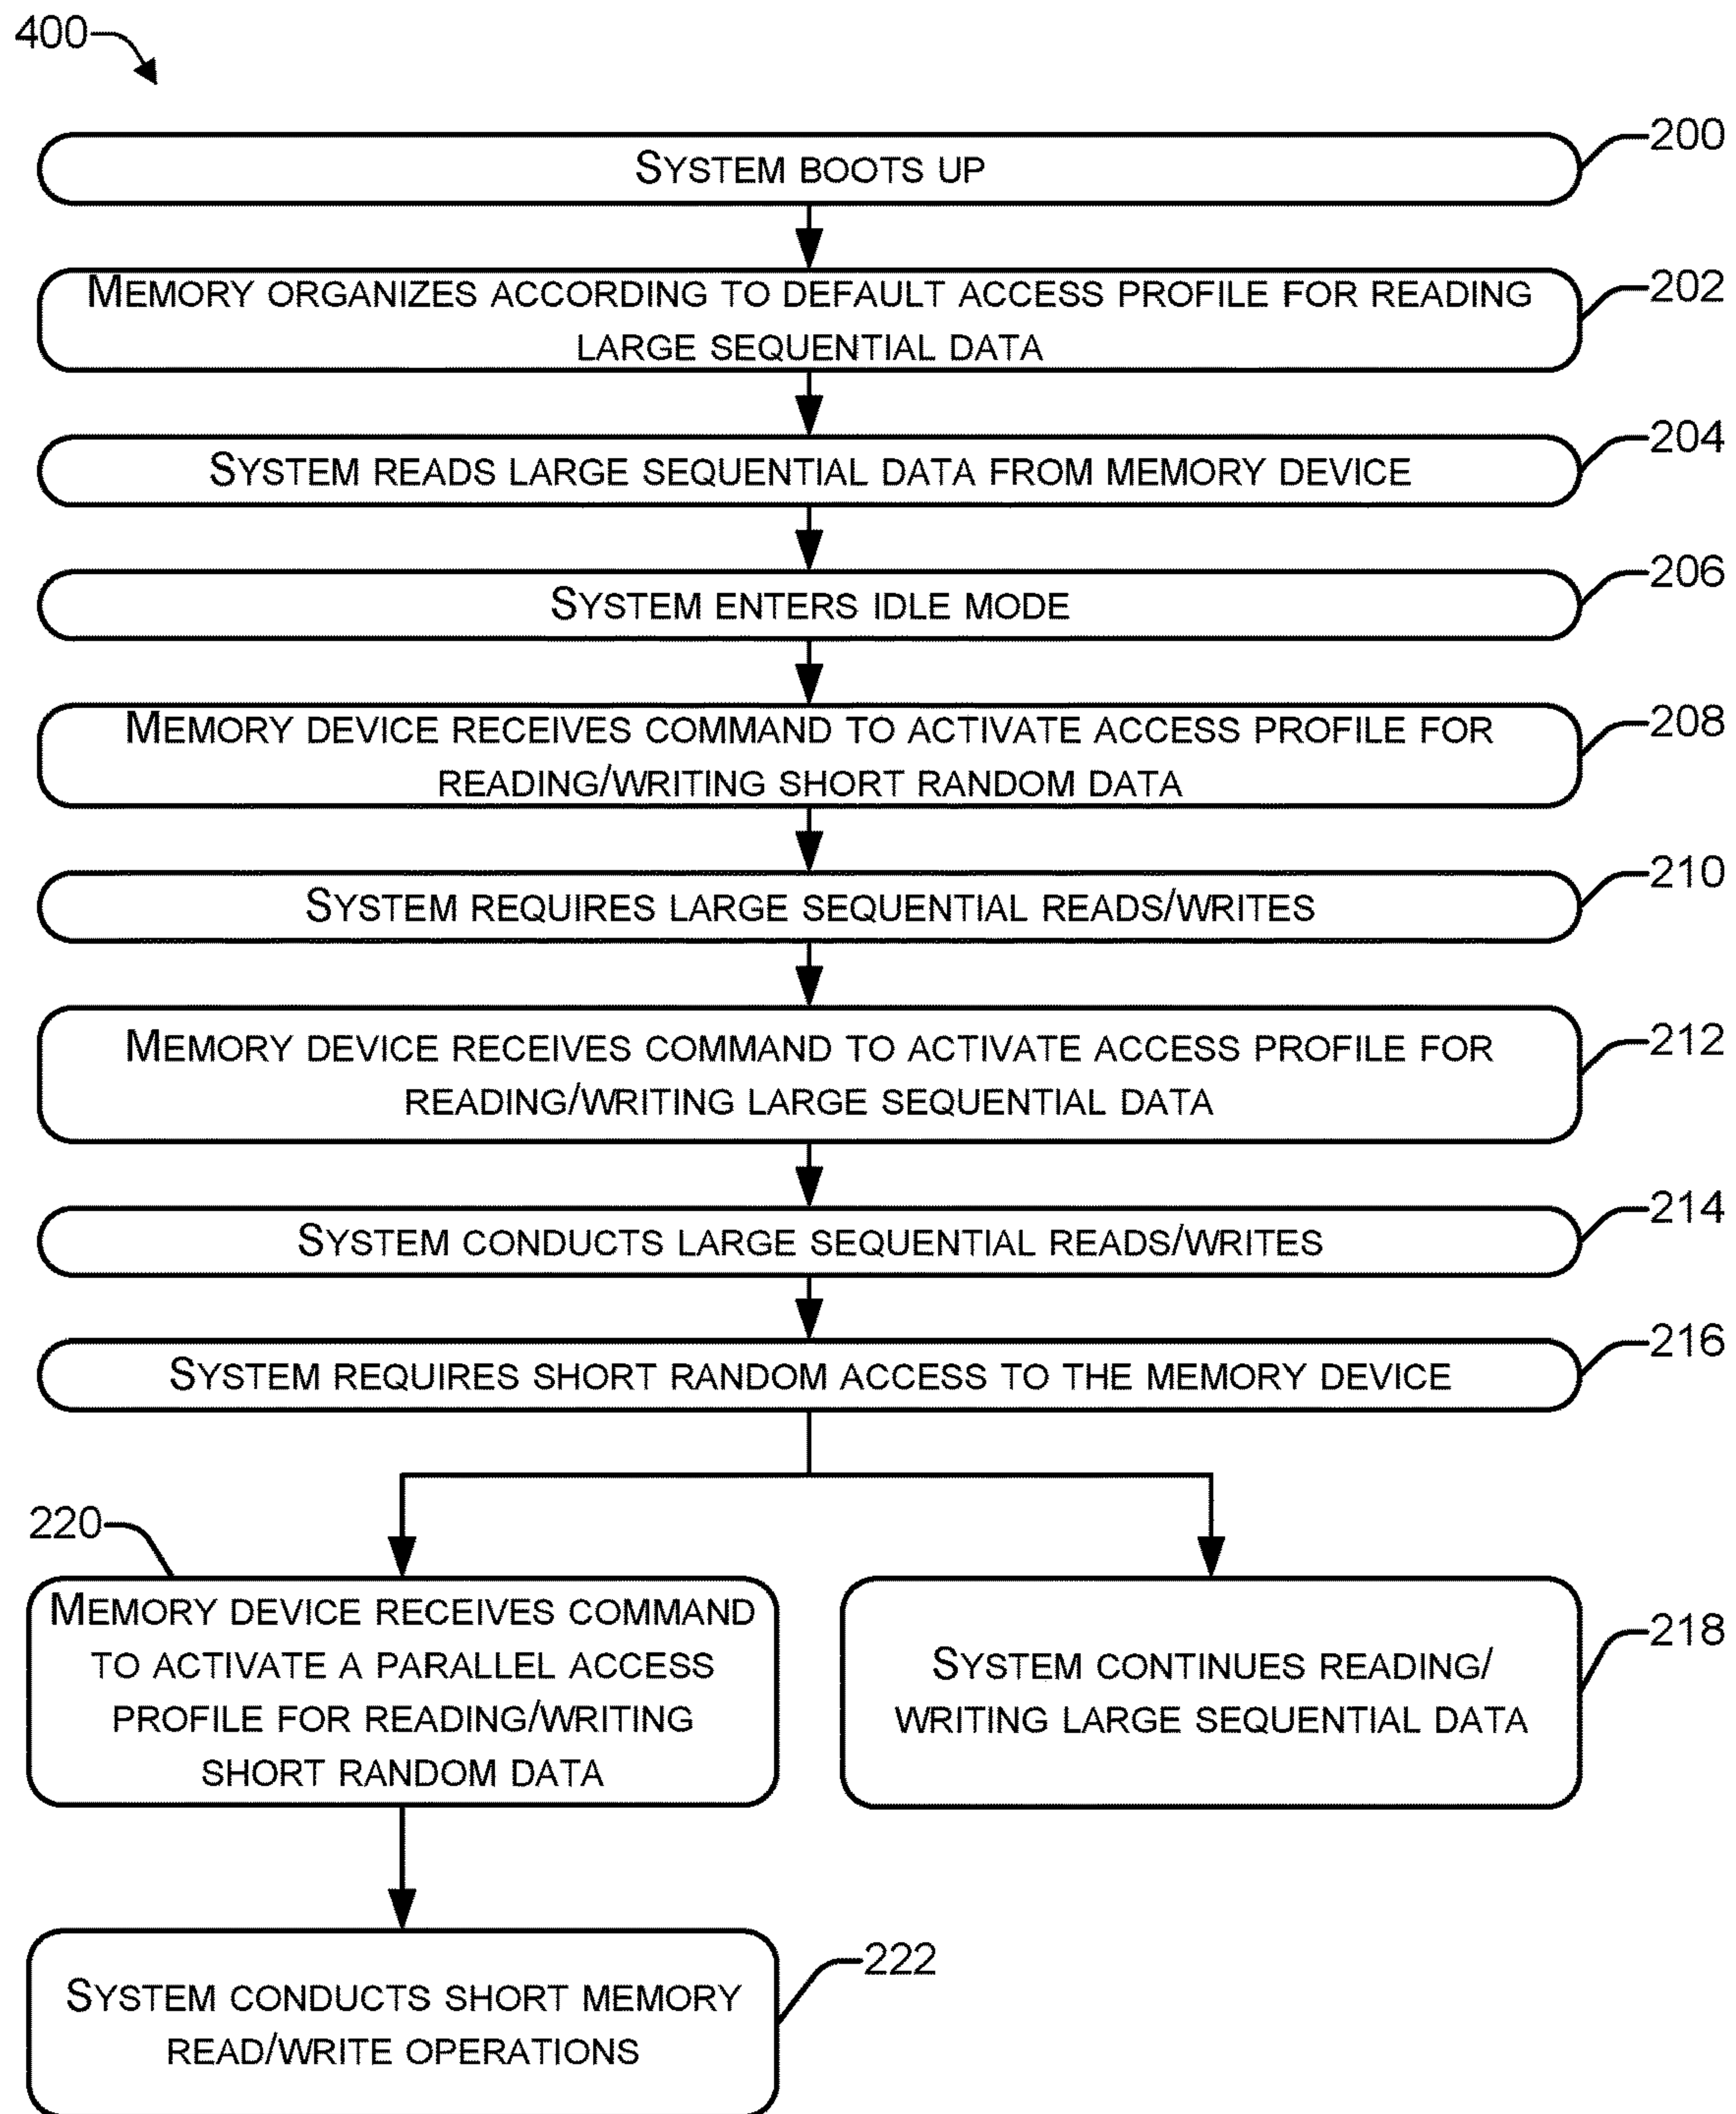 400
SYSTEM BOOTS UP
200
MEMORY ORGANIZES ACCORDING TO DEFAULT ACCESS PROFILE FOR READING
LARGE SEQUENTIAL DATA
202
SYSTEM READS LARGE SEQUENTIAL DATA FROM MEMORY DEVICE
204
SYSTEM ENTERS IDLE MODE
206
MEMORY DEVICE RECEIVES COMMAND TO ACTIVATE ACCESS PROFILE FOR
READING/WRITING SHORT RANDOM DATA
208
SYSTEM REQUIRES LARGE SEQUENTIAL READS/WRITES
210
MEMORY DEVICE RECEIVES COMMAND TO ACTIVATE ACCESS PROFILE FOR
READING/WRITING LARGE SEQUENTIAL DATA
212
SYSTEM CONDUCTS LARGE SEQUENTIAL READS/WRITES
214
SYSTEM REQUIRES SHORT RANDOM ACCESS TO THE MEMORY DEVICE
216
220
MEMORY DEVICE RECEIVES COMMAND
TO ACTIVATE A PARALLEL ACCESS
PROFILE FOR READING/WRITING
SHORT RANDOM DATA
SYSTEM CONTINUES READING/
WRITING LARGE SEQUENTIAL DATA
218
SYSTEM CONDUCTS SHORT MEMORY
READ/WRITE OPERATIONS
222